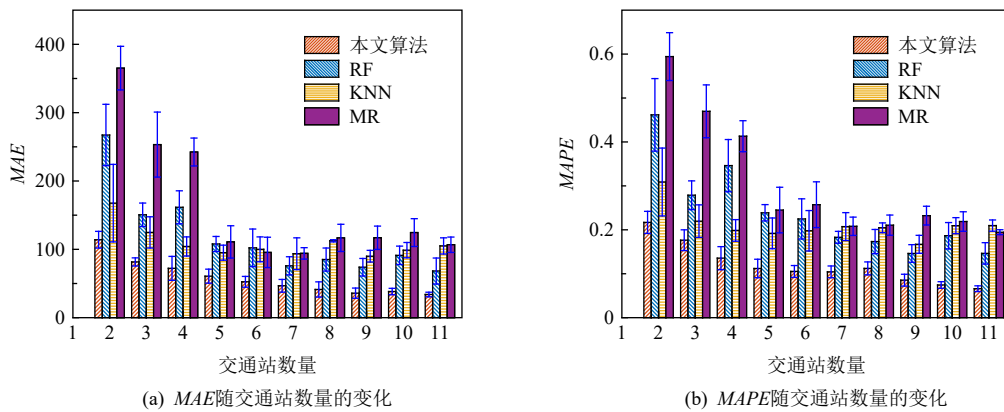 400
300
200
100
0
MAE
本文算法
RF
KNN
MR
1 2 3 4 5 6 7 8 9 10 11
交通站数量
(a) MAE随交通站数量的变化
0.6
0.4
0.2
0
MAPE
本文算法
RF
KNN
MR
1 2 3 4 5 6 7 8 9 10 11
交通站数量
(b) MAPE随交通站数量的变化